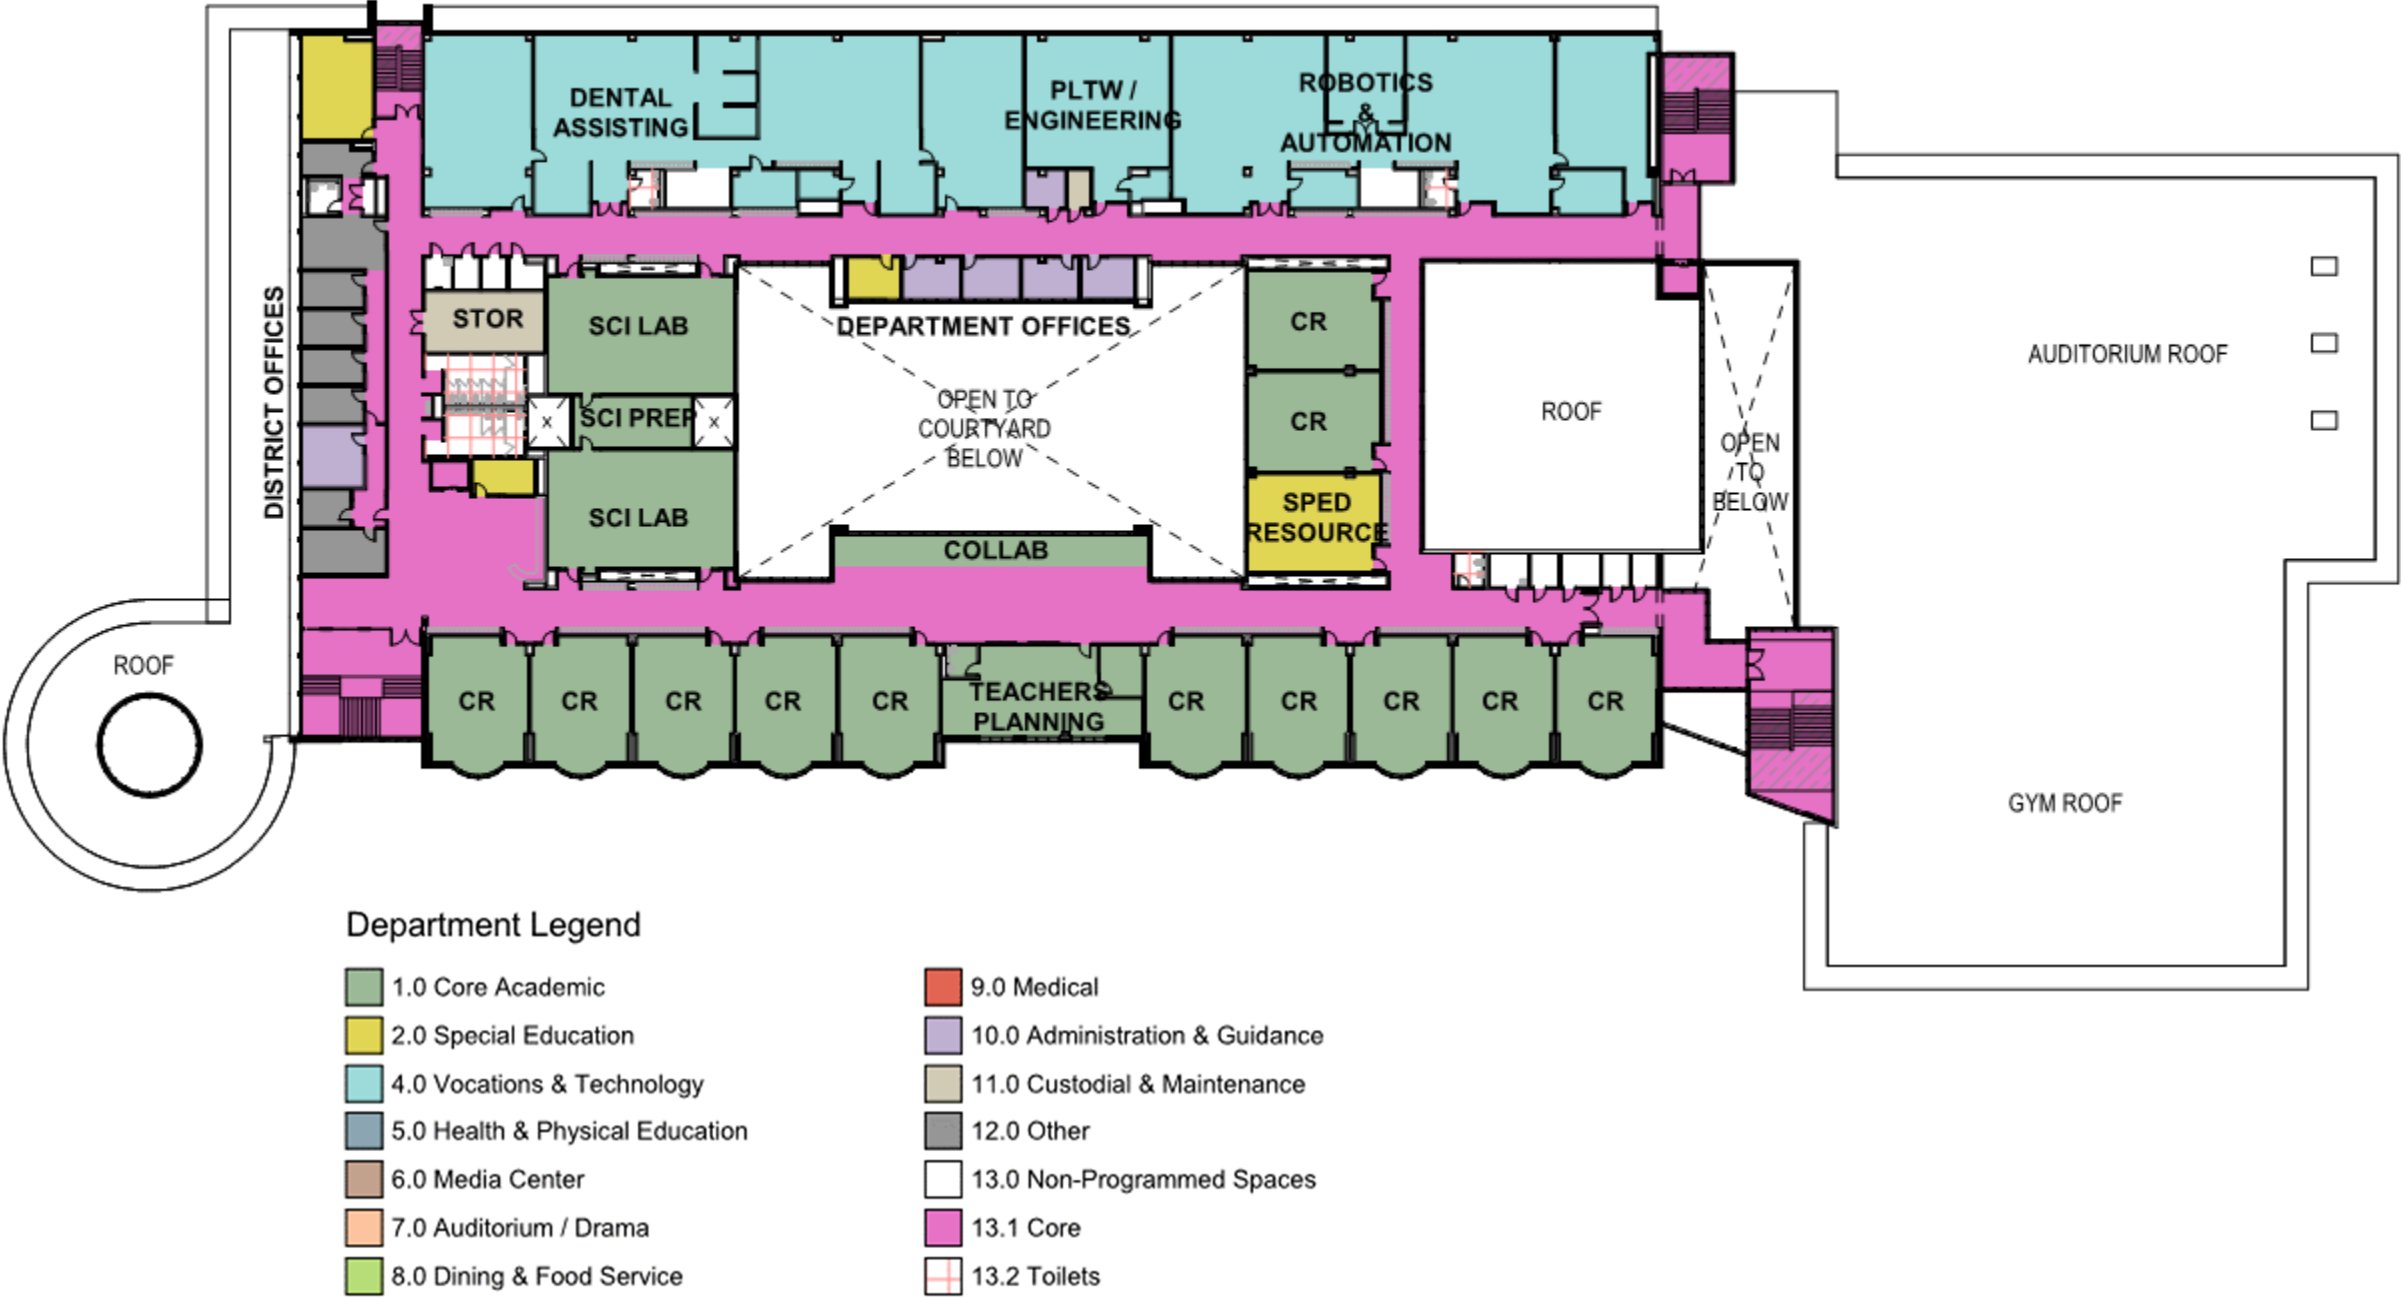 DENTAL
ASSISTING
PLTW /
ENGINEERING
ROBOTICS
&
AUTOMATION
DISTRICT OFFICES
STOR
SCI LAB
SCI PREP
SCI LAB
DEPARTMENT OFFICES
OPEN TO
COURTYARD
BELOW
COLLAB
CR
CR
SPED
RESOURCE
ROOF
OPEN
TO
BELOW
AUDITORIUM ROOF
ROOF
CR
CR
CR
CR
CR
TEACHERS
PLANNING
CR
CR
CR
CR
CR
GYM ROOF
Department Legend
1.0 Core Academic
2.0 Special Education
4.0 Vocations & Technology
5.0 Health & Physical Education
6.0 Media Center
7.0 Auditorium / Drama
8.0 Dining & Food Service
9.0 Medical
10.0 Administration & Guidance
11.0 Custodial & Maintenance
12.0 Other
13.0 Non-Programmed Spaces
13.1 Core
13.2 Toilets